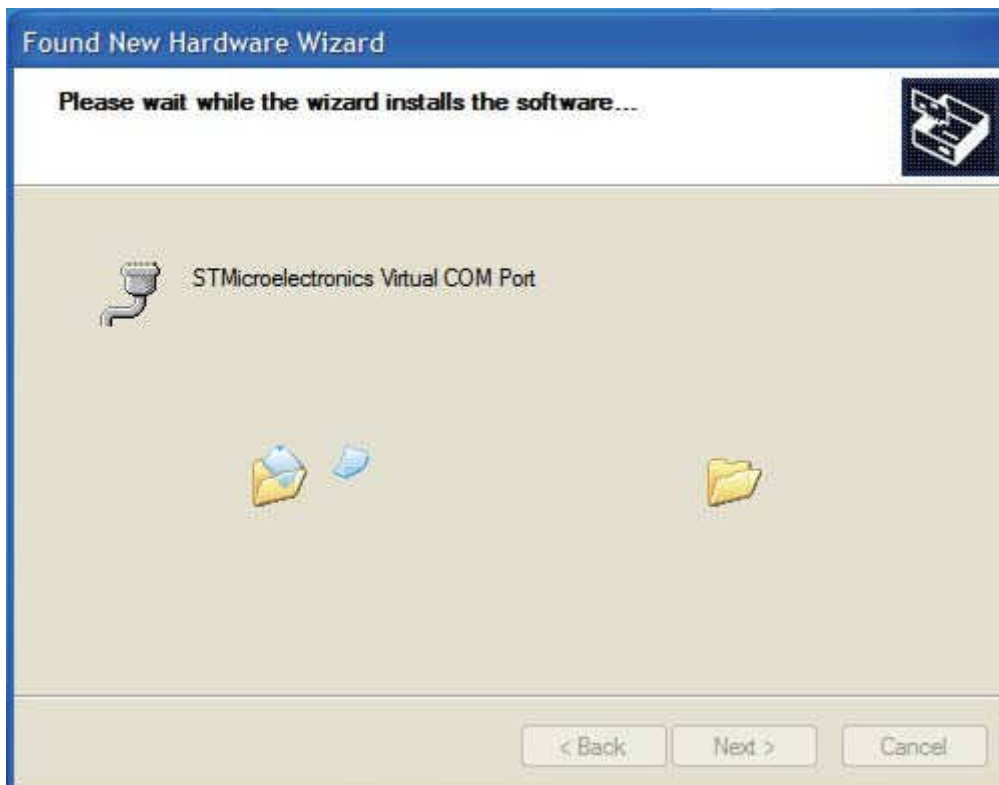 Found New Hardware Wizard
Please wait while the wizard installs the software...
STMicroelectronics Virtual COM Port
< Back
Next >
Cancel